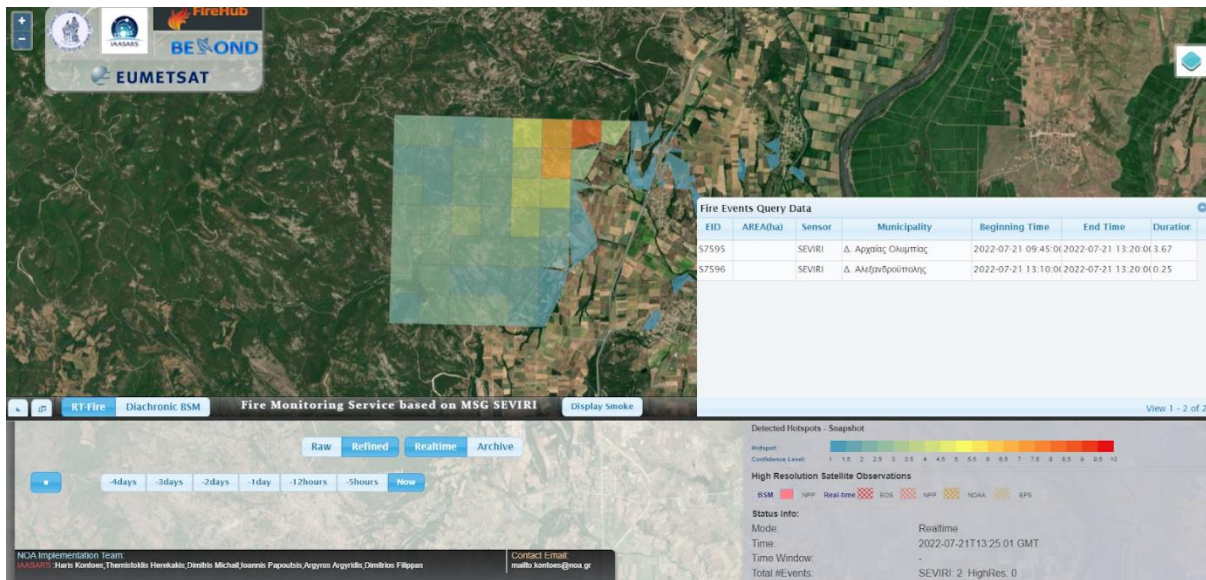 +
-
FireHub
IAASARS
BEYOND
EUMETSAT
Fire Events Query Data
EID AREA(ha) Sensor Municipality Beginning Time End Time Duration
S7595 SEVIRI Δ. Αρχαίας Ολυμπίας 2022-07-21 09:45:00 2022-07-21 13:20:00 3.67
S7596 SEVIRI Δ. Αλεξανδρούπολης 2022-07-21 13:10:00 2022-07-21 13:20:00 0.25
View 1 - 2 of 2
RT-Fire Diachronic BSM Fire Monitoring Service based on MSG SEVIRI Display Smoke
Raw Refined Realtime Archive
-4days -3days -2days -1day -12hours -5hours Now
Detected Hotspots - Snapshot
Hotspot:
Confidence Level: 1 1.5 2 2.5 3 3.5 4 4.5 5 5.5 6 6.5 7 7.5 8 8.5 9 9.5 10
High Resolution Satellite Observations
BSM NPP Real-time EOS NPP NOAA EPS
Status Info:
Mode: Realtime
Time: 2022-07-21T13:25:01 GMT
Time Window: -
Total #Events: SEVIRI: 2 HighRes: 0
NOA Implementation Team:
IAASARS :Haris Kontoes,Themistoklis Herekakis,Dimitris Michail,Ioannis Papoutsis,Argyros Argyridis,Dimitrios Filippas
Contact Email:
mailto:kontoes@noa.gr